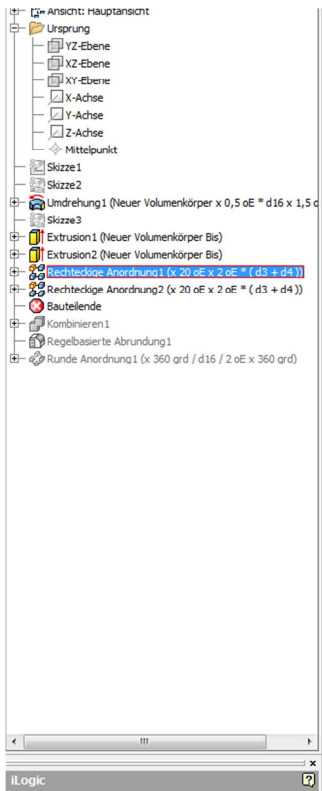 Ansicht: Hauptansicht
Ursprung
YZ-Ebene
XZ-Ebene
XY-Ebene
X-Achse
Y-Achse
Z-Achse
Mittelpunkt
Skizze1
Skizze2
Umdrehung1 (Neuer Volumenkörper x 0,5 oE * d16 x 1,5 o
Skizze3
Extrusion1 (Neuer Volumenkörper Bis)
Extrusion2 (Neuer Volumenkörper Bis)
Rechteckige Anordnung1 (x 20 oE x 2 oE * ( d3 + d4 ))
Rechteckige Anordnung2 (x 20 oE x 2 oE * ( d3 + d4 ))
Bauteilende
Kombinieren1
Regelbasierte Abrundung1
Runde Anordnung1 (x 360 grd / d16 / 2 oE x 360 grd)
iLogic